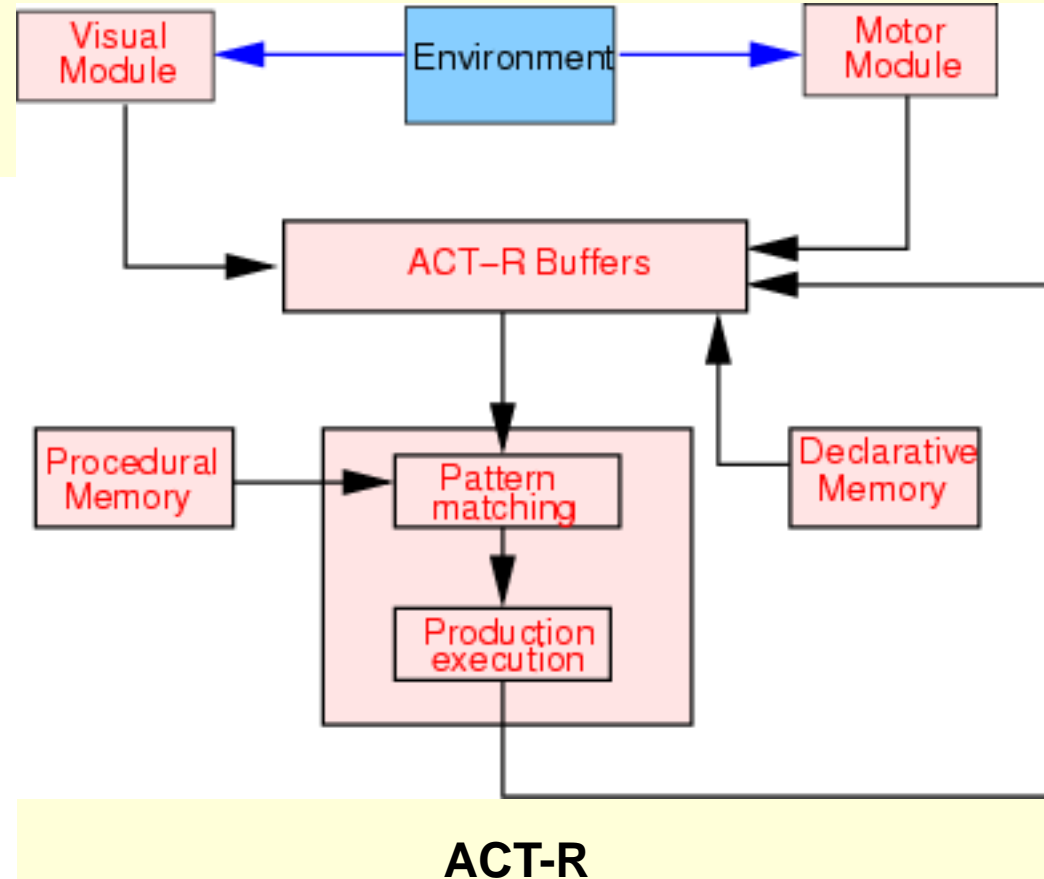 Visual
Module
Environment
Motor
Module
ACT–R Buffers
Procedural
Memory
Pattern
matching
Declarative
Memory
Production
execution
ACT-R